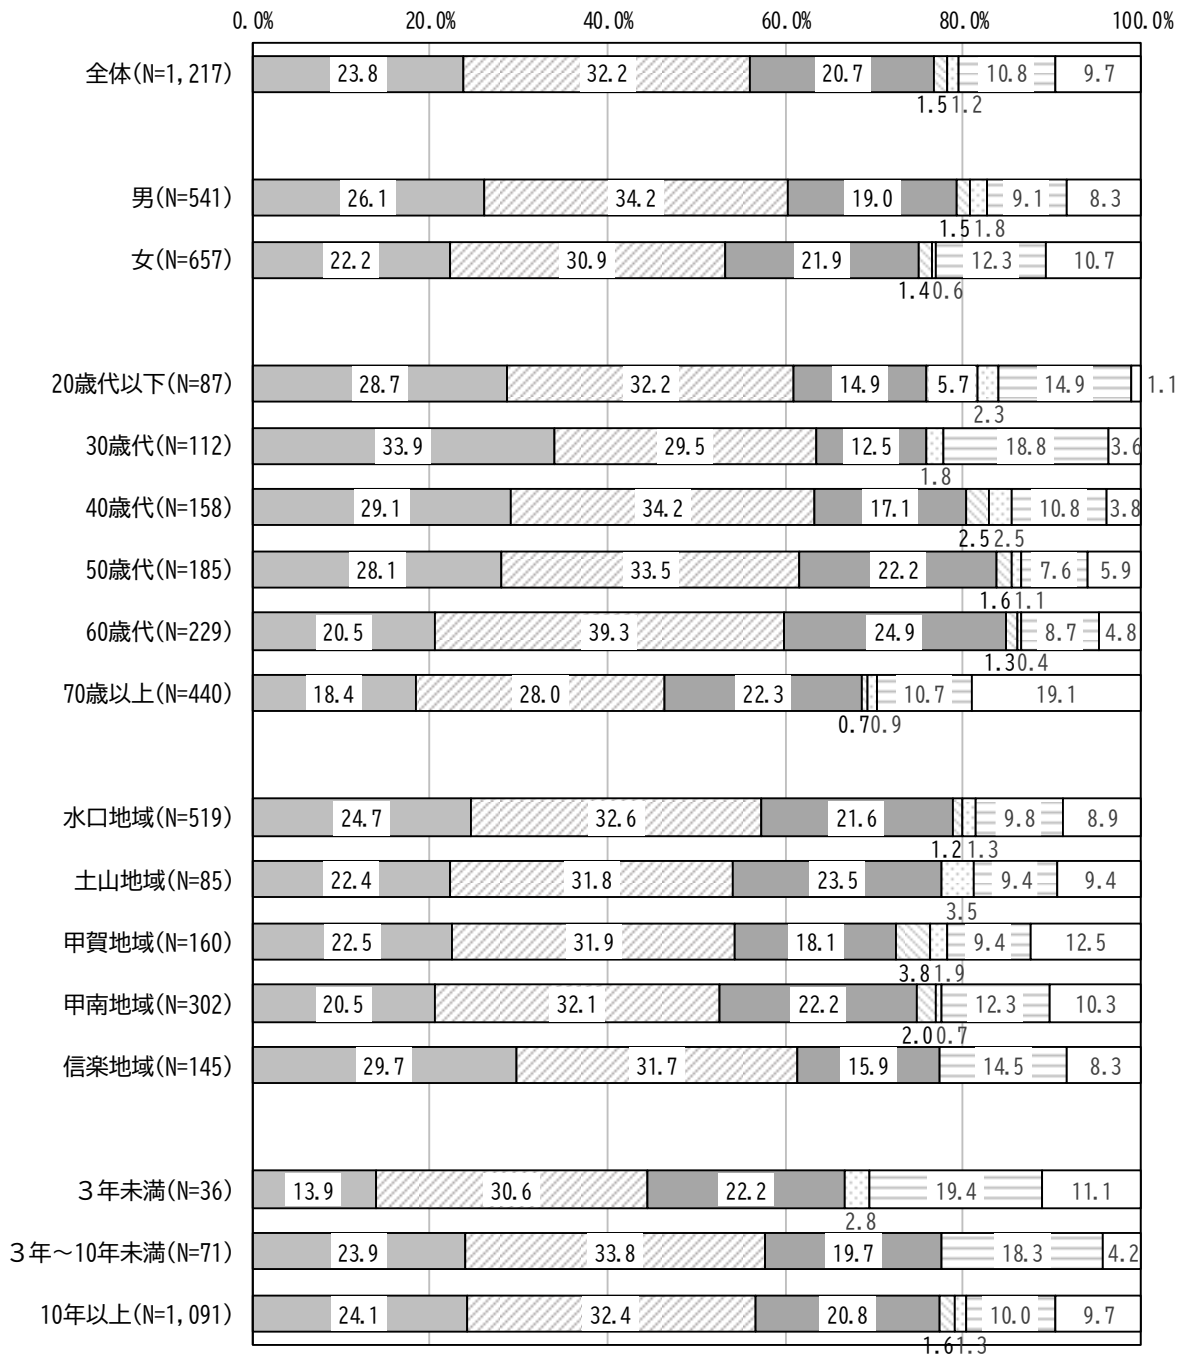 0.0% 20.0% 40.0% 60.0% 80.0% 100.0%
全体(N=1,217) 23.8 32.2 20.7 10.8 9.7
1.5 1.2
男(N=541) 26.1 34.2 19.0 9.1 8.3
1.5 1.8
女(N=657) 22.2 30.9 21.9 12.3 10.7
1.4 0.6
20歳代以下(N=87) 28.7 32.2 14.9 5.7 14.9 1.1
2.3
30歳代(N=112) 33.9 29.5 12.5 18.8 3.6
1.8
40歳代(N=158) 29.1 34.2 17.1 10.8 3.8
2.5 2.5
50歳代(N=185) 28.1 33.5 22.2 7.6 5.9
1.6 1.1
60歳代(N=229) 20.5 39.3 24.9 8.7 4.8
1.3 0.4
70歳以上(N=440) 18.4 28.0 22.3 10.7 19.1
0.7 0.9
水口地域(N=519) 24.7 32.6 21.6 9.8 8.9
1.2 1.3
土山地域(N=85) 22.4 31.8 23.5 9.4 9.4
3.5
甲賀地域(N=160) 22.5 31.9 18.1 9.4 12.5
3.8 1.9
甲南地域(N=302) 20.5 32.1 22.2 12.3 10.3
2.0 0.7
信楽地域(N=145) 29.7 31.7 15.9 14.5 8.3
３年未満(N=36) 13.9 30.6 22.2 19.4 11.1
2.8
３年～10年未満(N=71) 23.9 33.8 19.7 18.3 4.2
10年以上(N=1,091) 24.1 32.4 20.8 10.0 9.7
1.6 1.3